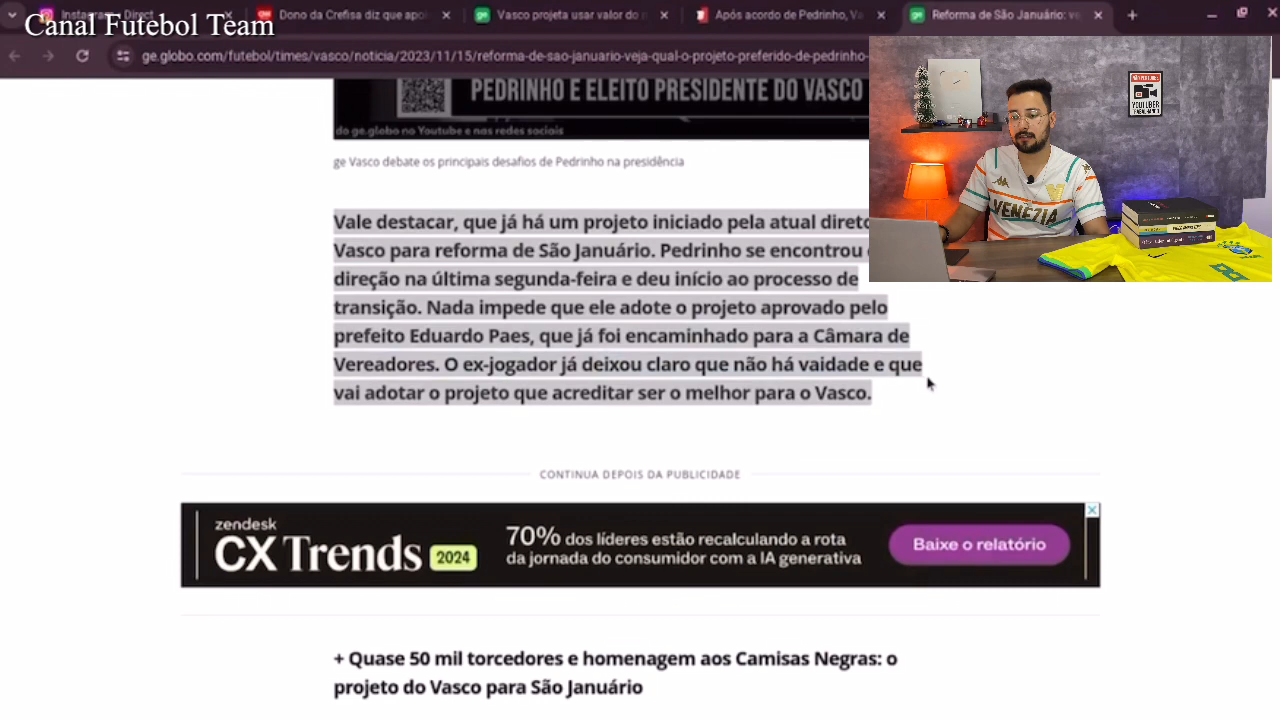 Canal Futebol Team
Instagram • Direct
Dono da Crefisa diz que apoi
Vasco projeta usar valor do
Após acordo de Pedrinho, Va
Reforma de São Januário: ve
ge.globo.com/futebol/times/vasco/noticia/2023/11/15/reforma-de-sao-januario-veja-qual-o-projeto-preferido-de-pedrinho-
PEDRINHO E ELEITO PRESIDENTE DO VASCO
do ge.globo no Youtube e nas redes sociais
YOUTUBER
VENEZIA
ge Vasco debate os principais desafios de Pedrinho na presidência
Vale destacar, que já há um projeto iniciado pela atual direto
Vasco para reforma de São Januário. Pedrinho se encontrou
direção na última segunda-feira e deu início ao processo de
transição. Nada impede que ele adote o projeto aprovado pelo
prefeito Eduardo Paes, que já foi encaminhado para a Câmara de
Vereadores. O ex-jogador já deixou claro que não há vaidade e que
vai adotar o projeto que acreditar ser o melhor para o Vasco.
CONTINUA DEPOIS DA PUBLICIDADE
zendesk
CX Trends 2024
70% dos líderes estão recalculando a rota
da jornada do consumidor com a IA generativa
Baixe o relatório
+ Quase 50 mil torcedores e homenagem aos Camisas Negras: o
projeto do Vasco para São Januário